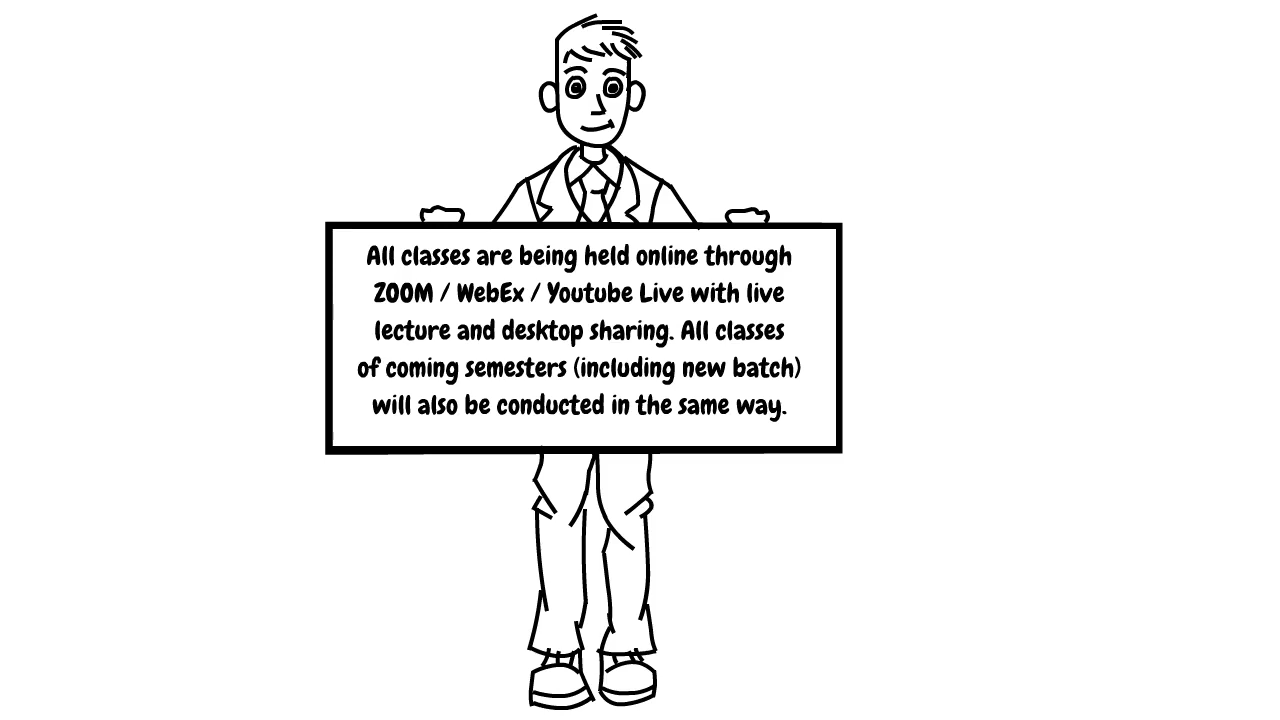 All classes are being held online through
ZOOM / WebEx / Youtube Live with live
lecture and desktop sharing. All classes
of coming semesters (including new batch)
will also be conducted in the same way.